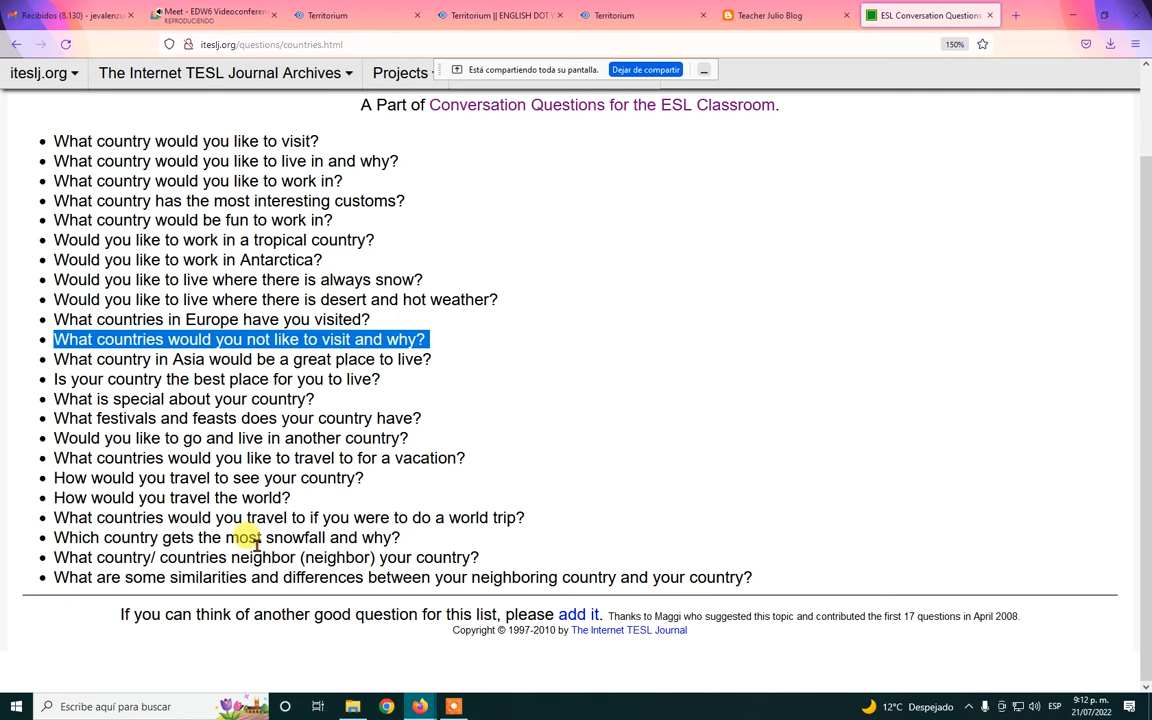 Recibidos (8.130) - jevalenzu
Meet - EDW6 Videoconferen
REPRODUCIENDO
Territorium
Territorium || ENGLISH DOT
Territorium
Teacher Julio Blog
ESL Conversation Questions
iteslj.org/questions/countries.html
150%
iteslj.org
The Internet TESL Journal Archives
Projects
Está compartiendo toda su pantalla.
Dejar de compartir
A Part of Conversation Questions for the ESL Classroom.
What country would you like to visit?
What country would you like to live in and why?
What country would you like to work in?
What country has the most interesting customs?
What country would be fun to work in?
Would you like to work in a tropical country?
Would you like to work in Antarctica?
Would you like to live where there is always snow?
Would you like to live where there is desert and hot weather?
What countries in Europe have you visited?
What countries would you not like to visit and why?
What country in Asia would be a great place to live?
Is your country the best place for you to live?
What is special about your country?
What festivals and feasts does your country have?
Would you like to go and live in another country?
What countries would you like to travel to for a vacation?
How would you travel to see your country?
How would you travel the world?
What countries would you travel to if you were to do a world trip?
Which country gets the most snowfall and why?
What country/ countries neighbor (neighbor) your country?
What are some similarities and differences between your neighboring country and your country?
If you can think of another good question for this list, please add it. Thanks to Maggi who suggested this topic and contributed the first 17 questions in April 2008.
Copyright © 1997-2010 by The Internet TESL Journal
Escribe aquí para buscar
12°C Despejado
ESP
9:12 p. m.
21/07/2022